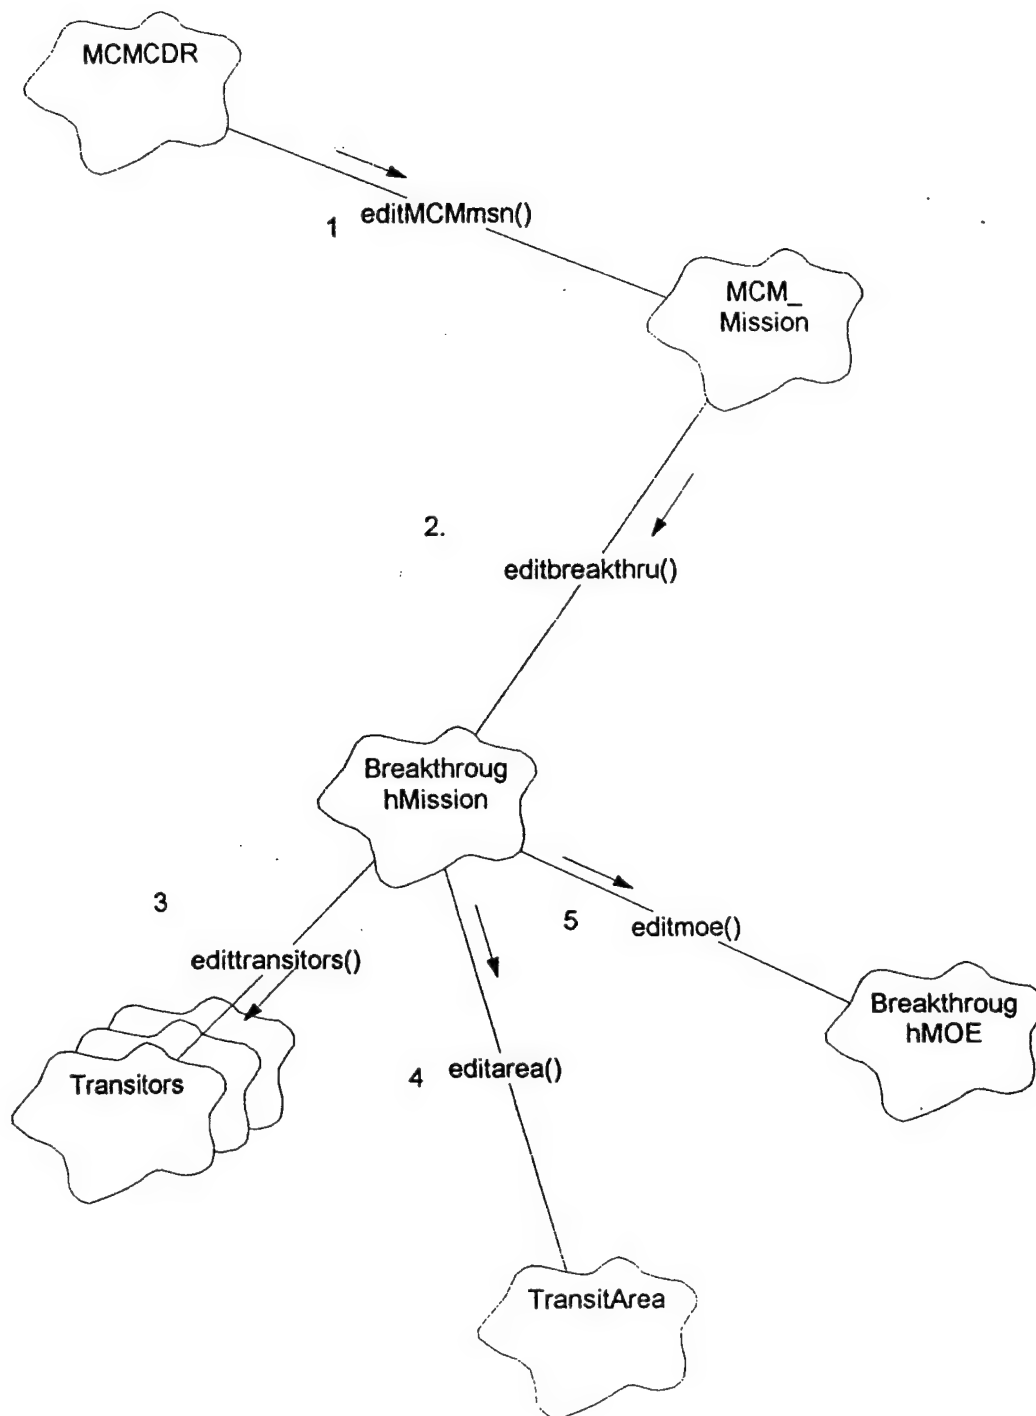 MCMCDR
1
editMCMmsn()
MCM_
Mission
2.
editbreakthru()
Breakthroug
hMission
3
edittransitors()
5
editmoe()
Breakthroug
hMOE
4
editarea()
Transitors
TransitArea